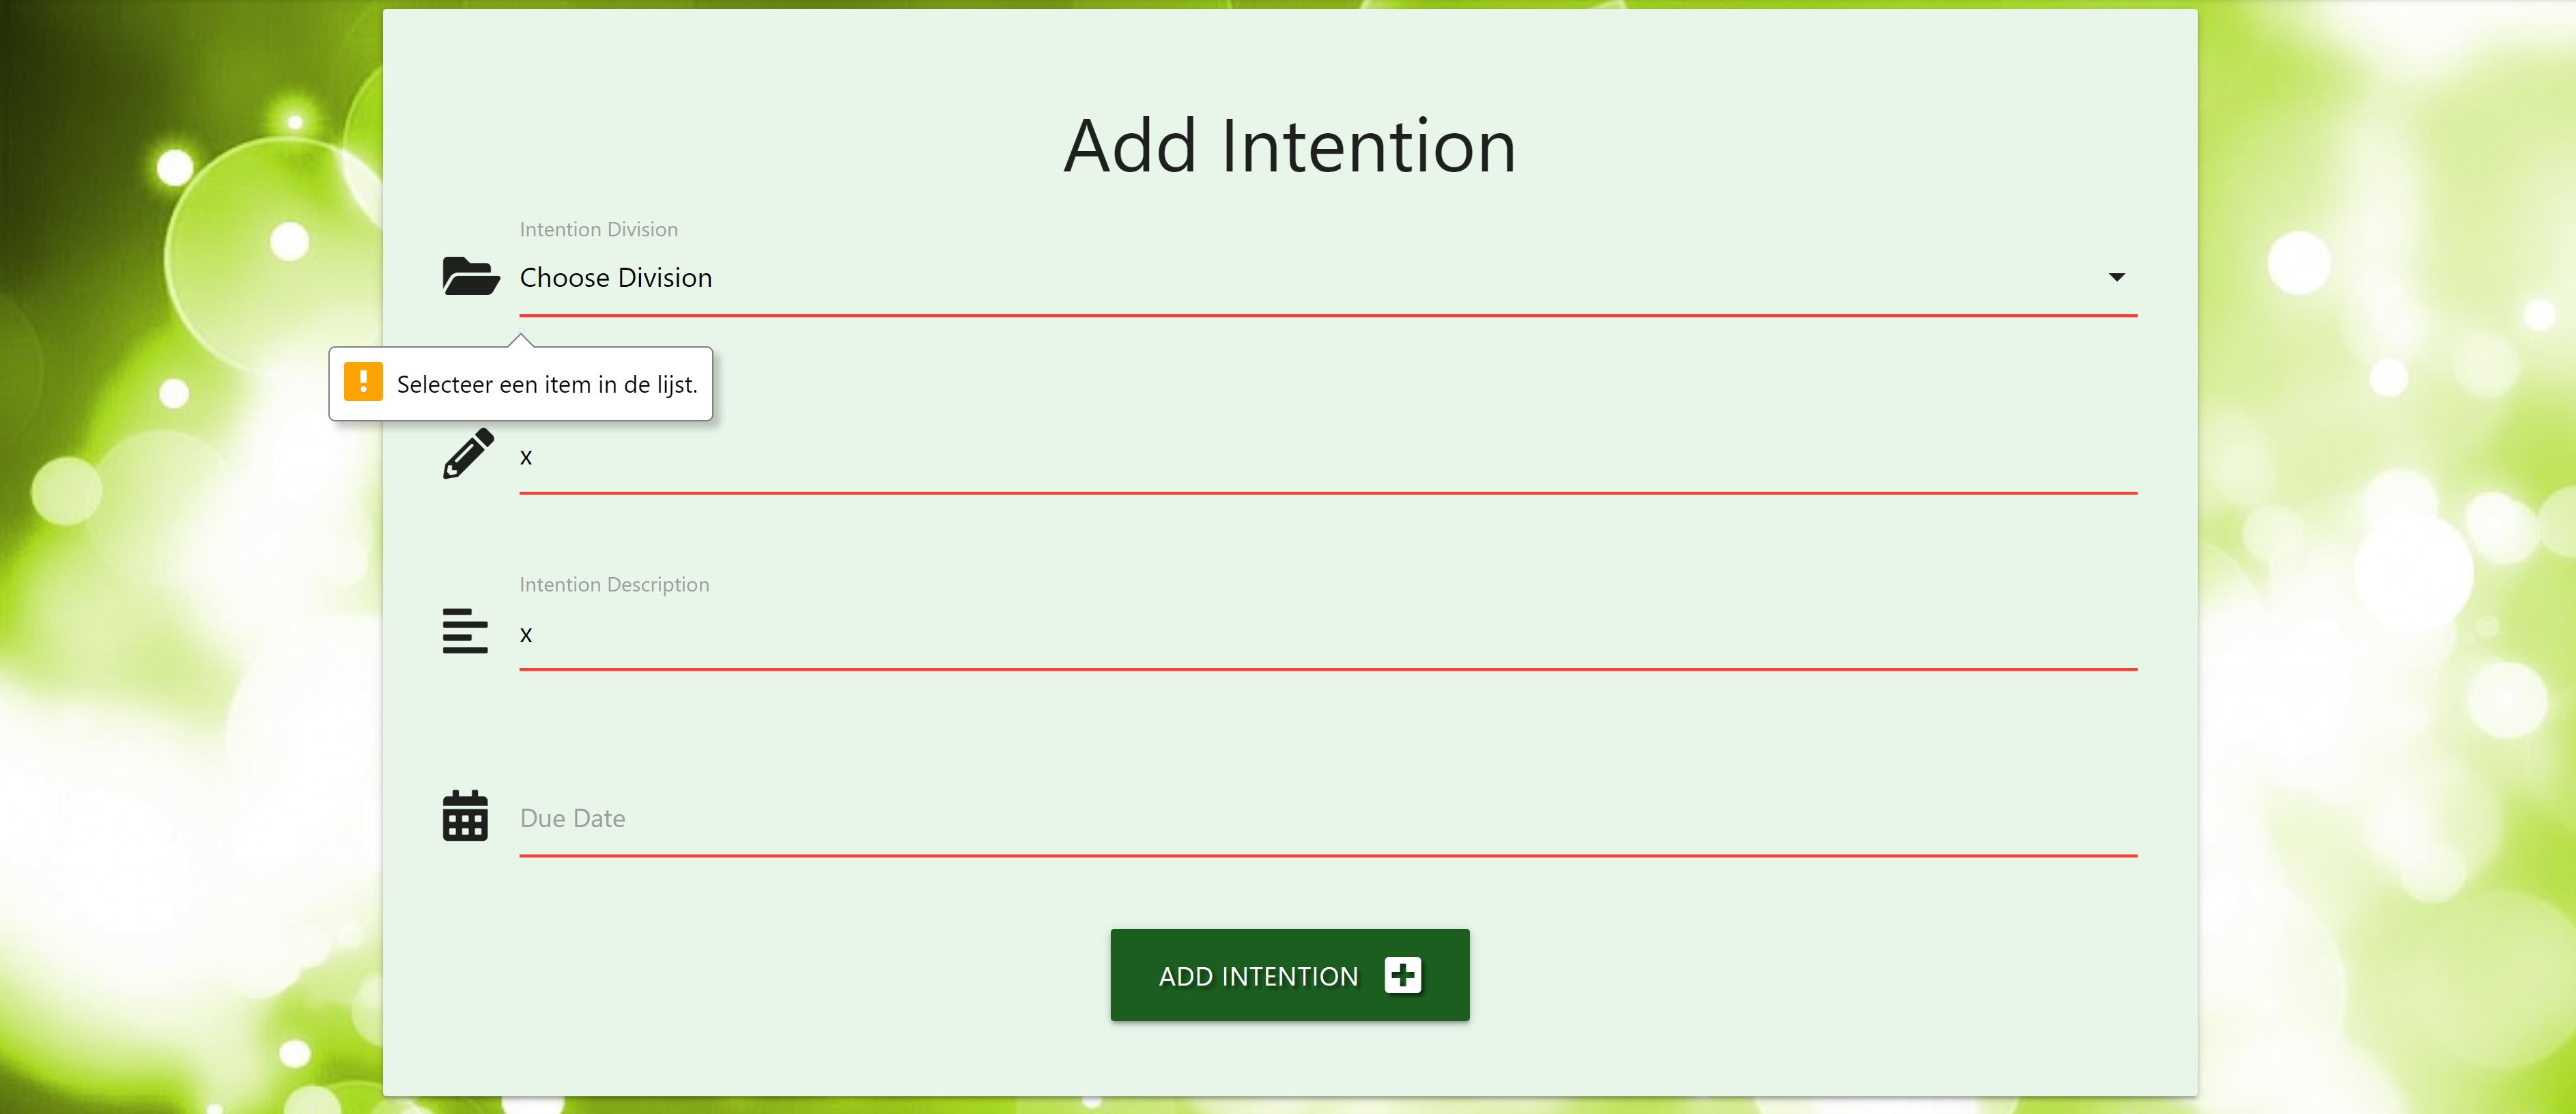 Add Intention
Intention Division
Choose Division
Selecteer een item in de lijst.
x
Intention Description
x
Due Date
ADD INTENTION